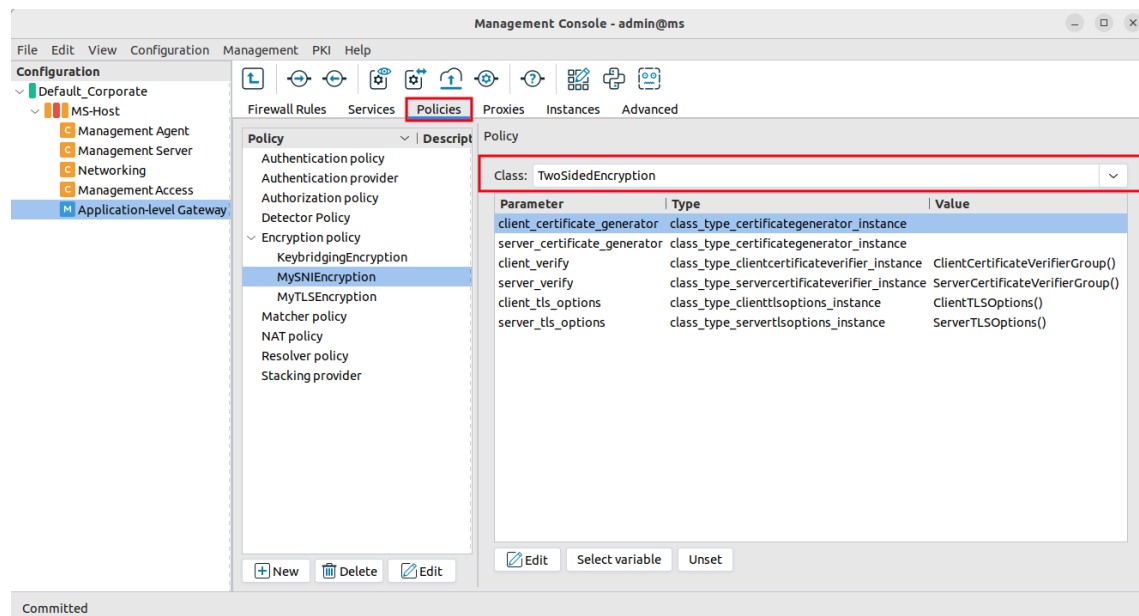 Management Console - admin@ms
File Edit View Configuration Management PKI Help
Configuration
Default_Corporate
MS-Host
C Management Agent
C Management Server
C Networking
C Management Access
M Application-level Gateway
Firewall Rules Services Policies Proxies Instances Advanced
Policy Descript
Authentication policy
Authentication provider
Authorization policy
Detector Policy
Encryption policy
KeybridgingEncryption
MySNIEncryption
MyTLSEncryption
Matcher policy
NAT policy
Resolver policy
Stacking provider
New Delete Edit
Policy
Class: TwoSidedEncryption
Parameter Type Value
client_certificate_generator class_type_certificategenerator_instance
server_certificate_generator class_type_certificategenerator_instance
client_verify class_type_clientcertificateverifier_instance ClientCertificateVerifierGroup()
server_verify class_type_servercertificateverifier_instance ServerCertificateVerifierGroup()
client_tls_options class_type_clienttlsoptions_instance ClientTLSOptions()
server_tls_options class_type_servertlsoptions_instance ServerTLSOptions()
Edit Select variable Unset
Committed